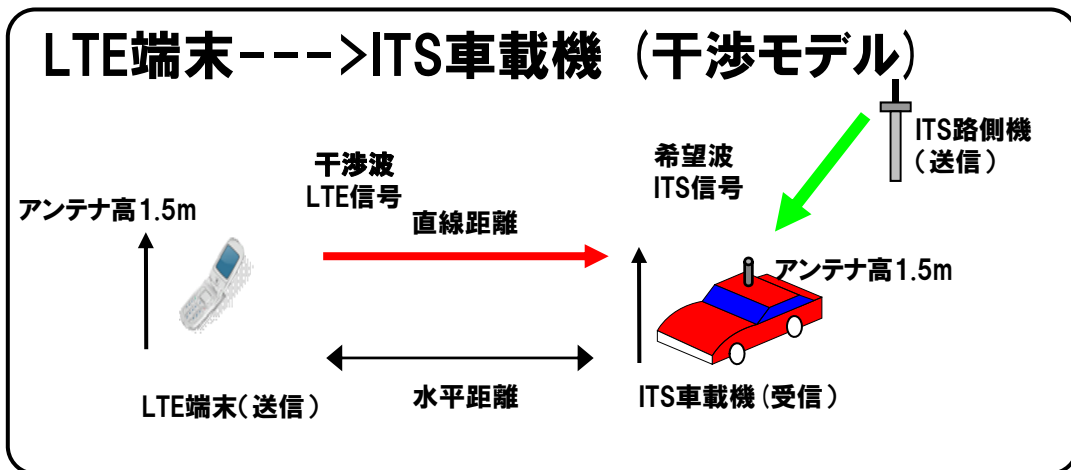 LTE端末--->ITS車載機 (干渉モデル)
ITS路側機
(送信)
干渉波
LTE信号
希望波
ITS信号
アンテナ高1.5m
直線距離
アンテナ高1.5m
LTE端末(送信)
水平距離
ITS車載機(受信)